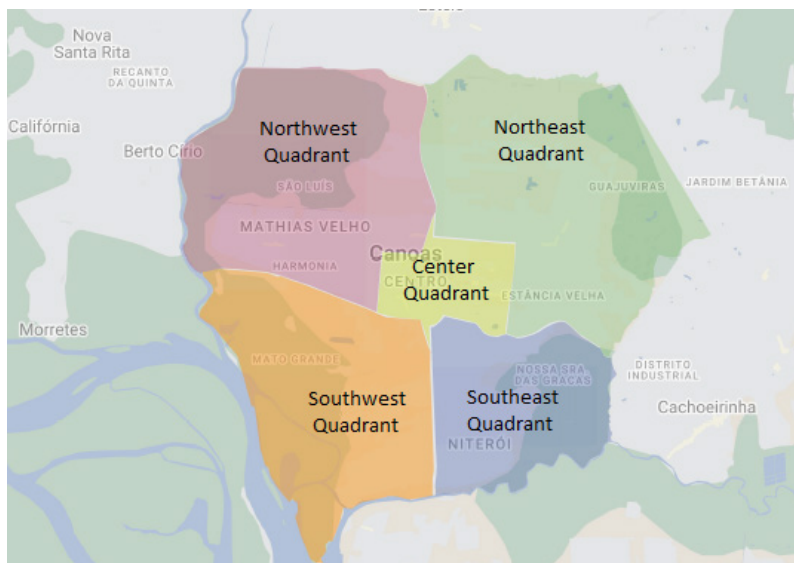 Nova
Santa Rita
RECANTO
DA QUINTA
Califórnia
Berto Círio
Northwest
Quadrant
Northeast
Quadrant
SÃO LUÍS
GUAJUVIRAS
JARDIM BETÂNIA
MATHIAS VELHO
HARMONIA
Canoas
CENTRO
Center
Quadrant
ESTÂNCIA VELHA
Morretes
MATO GRANDE
Southwest
Quadrant
NOSSA SRA
DAS GRAÇAS
Southeast
Quadrant
NITERÓI
DISTRITO
INDUSTRIAL
Cachoeirinha